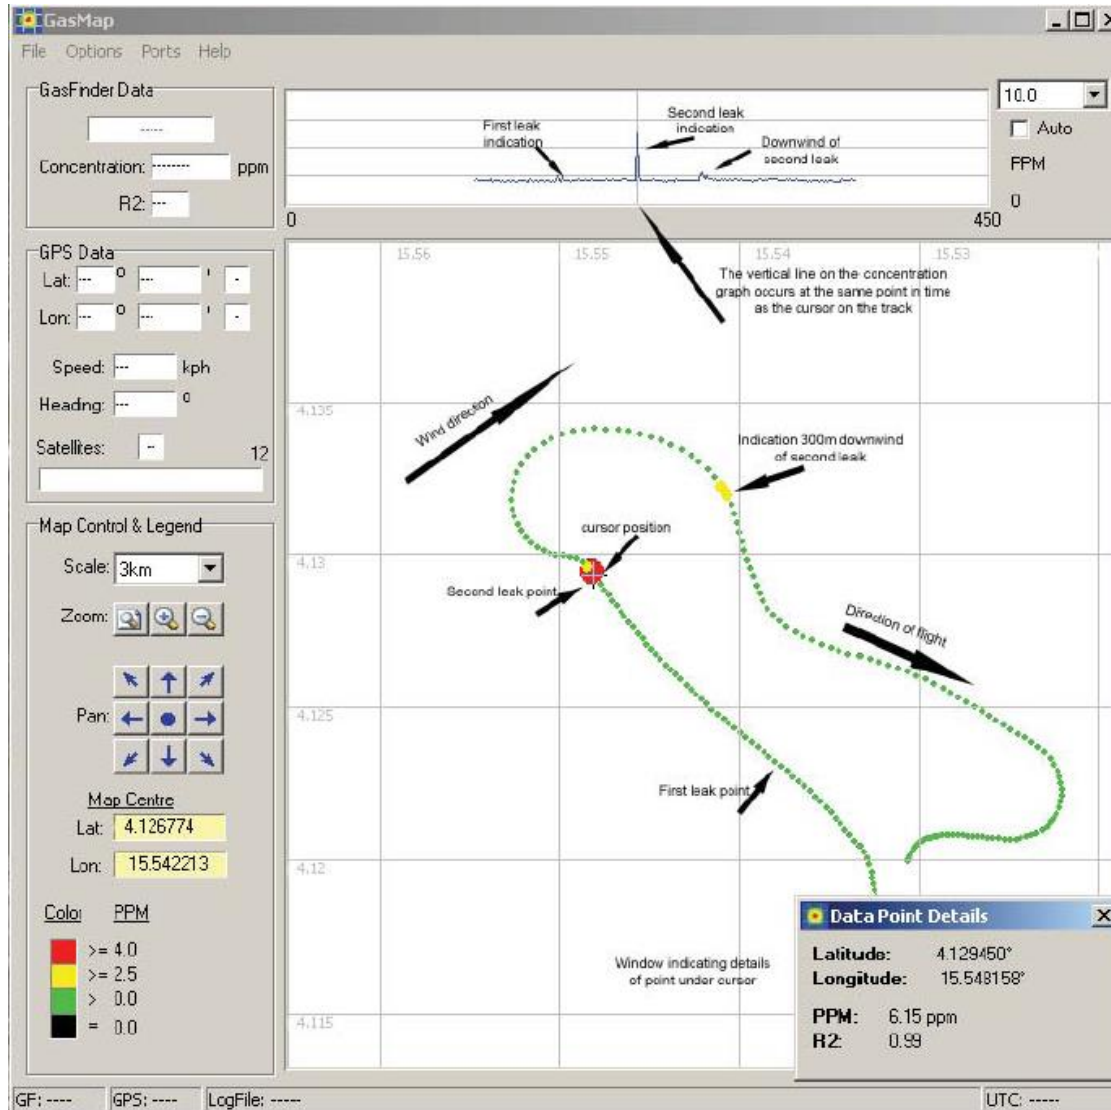 GasMap
File Options Ports Help
GasFinder Data
-----
Concentration: -------- ppm
R2: ---
First leak
indication
Second leak
indication
Downwind of
second leak
10.0
Auto
PPM
0
0
450
GPS Data
Lat: --- o --- ' -
Lon: --- o --- ' -
Speed: --- kph
Heading: --- o
Satellites: -- 12
15.56 15.55 15.54 15.53
The vertical line on the concentration
graph occurs at the same point in time
as the cursor on the track
4.135
Wind direction
Indication 300m downwind
of second leak
cursor position
4.13
Second leak point
Direction of flight
4.125
First leak point
4.12
Window indicating details
of point under cursor
4.115
Map Control & Legend
Scale: 3km
Zoom:
Pan:
Map Centre
Lat: 4.126774
Lon: 15.542213
Color PPM
>= 4.0
>= 2.5
> 0.0
= 0.0
Data Point Details
Latitude: 4.129450°
Longitude: 15.548158°
PPM: 6.15 ppm
R2: 0.99
GF: ---- GPS: ---- LogFile: ----- UTC: -----